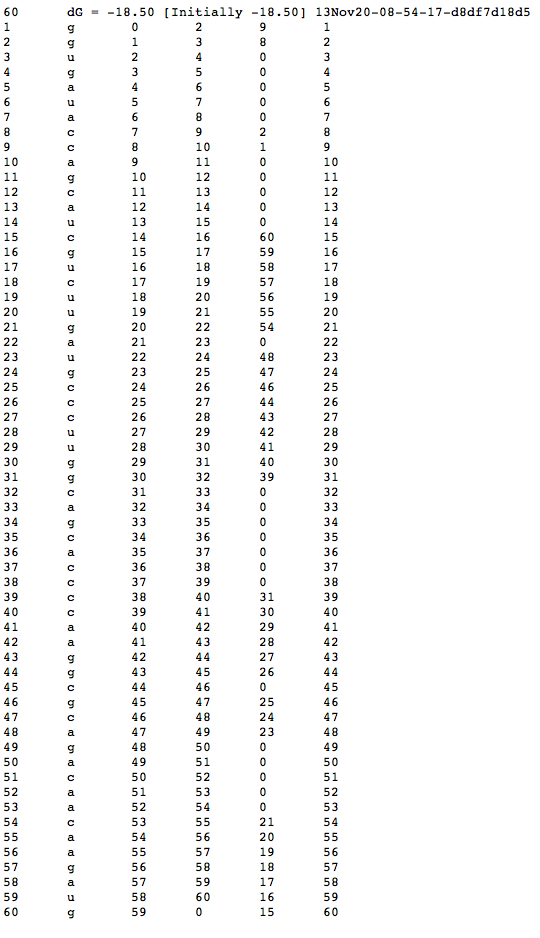 60 dG = -18.50 [Initially -18.50] 13Nov20-08-54-17-d8df7d18d5
1 g 0 2 9 1
2 g 1 3 8 2
3 u 2 4 0 3
4 g 3 5 0 4
5 a 4 6 0 5
6 u 5 7 0 6
7 a 6 8 0 7
8 c 7 9 2 8
9 c 8 10 1 9
10 a 9 11 0 10
11 g 10 12 0 11
12 c 11 13 0 12
13 a 12 14 0 13
14 u 13 15 0 14
15 c 14 16 60 15
16 g 15 17 59 16
17 u 16 18 58 17
18 c 17 19 57 18
19 u 18 20 56 19
20 u 19 21 55 20
21 g 20 22 54 21
22 a 21 23 0 22
23 u 22 24 48 23
24 g 23 25 47 24
25 c 24 26 46 25
26 c 25 27 44 26
27 c 26 28 43 27
28 u 27 29 42 28
29 u 28 30 41 29
30 g 29 31 40 30
31 g 30 32 39 31
32 c 31 33 0 32
33 a 32 34 0 33
34 g 33 35 0 34
35 c 34 36 0 35
36 a 35 37 0 36
37 c 36 38 0 37
38 c 37 39 0 38
39 c 38 40 31 39
40 c 39 41 30 40
41 a 40 42 29 41
42 a 41 43 28 42
43 g 42 44 27 43
44 g 43 45 26 44
45 c 44 46 0 45
46 g 45 47 25 46
47 c 46 48 24 47
48 a 47 49 23 48
49 g 48 50 0 49
50 a 49 51 0 50
51 c 50 52 0 51
52 a 51 53 0 52
53 a 52 54 0 53
54 c 53 55 21 54
55 a 54 56 20 55
56 a 55 57 19 56
57 g 56 58 18 57
58 a 57 59 17 58
59 u 58 60 16 59
60 g 59 0 15 60